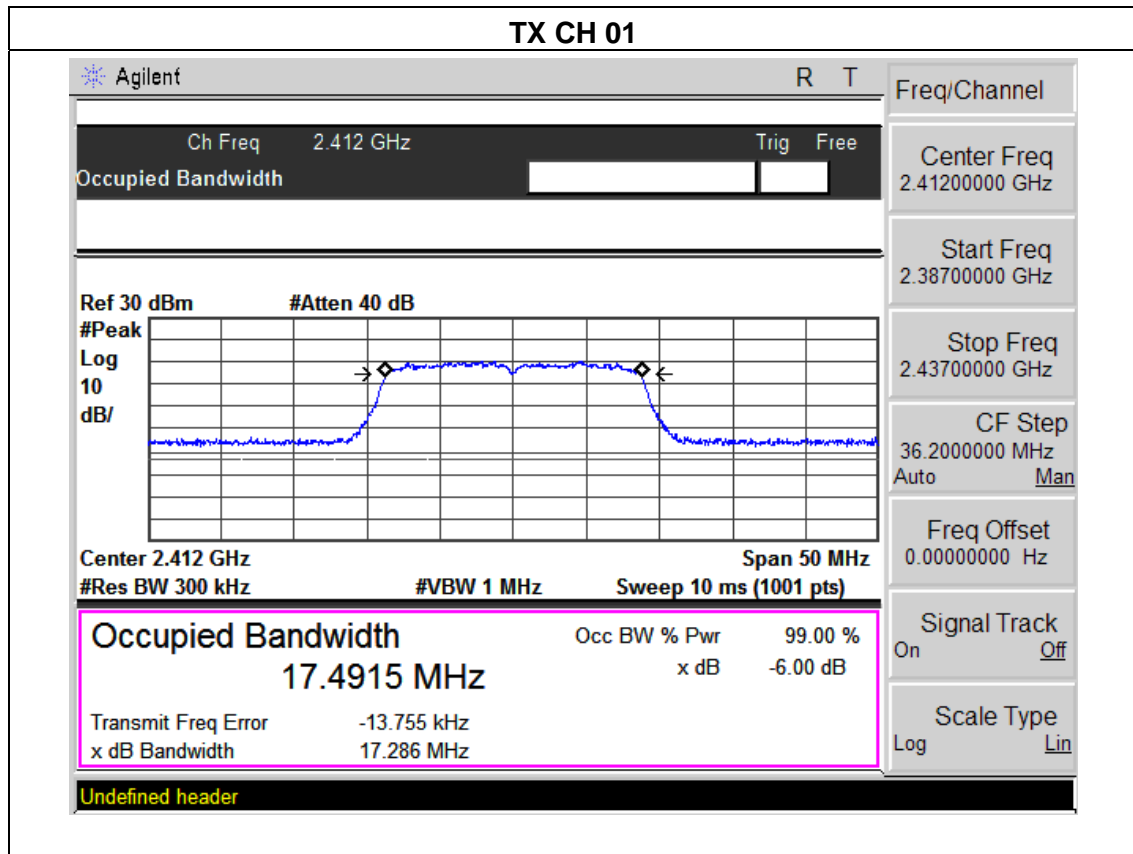 TX CH 01
Agilent R T
Ch Freq 2.412 GHz Trig Free
Occupied Bandwidth
Ref 30 dBm #Atten 40 dB
#Peak
Log
10
dB/
Center 2.412 GHz Span 50 MHz
#Res BW 300 kHz #VBW 1 MHz Sweep 10 ms (1001 pts)
Occupied Bandwidth Occ BW % Pwr 99.00 %
17.4915 MHz x dB -6.00 dB
Transmit Freq Error -13.755 kHz
x dB Bandwidth 17.286 MHz
Undefined header
Freq/Channel
Center Freq
2.41200000 GHz
Start Freq
2.38700000 GHz
Stop Freq
2.43700000 GHz
CF Step
36.2000000 MHz
Auto Man
Freq Offset
0.00000000 Hz
Signal Track
On Off
Scale Type
Log Lin